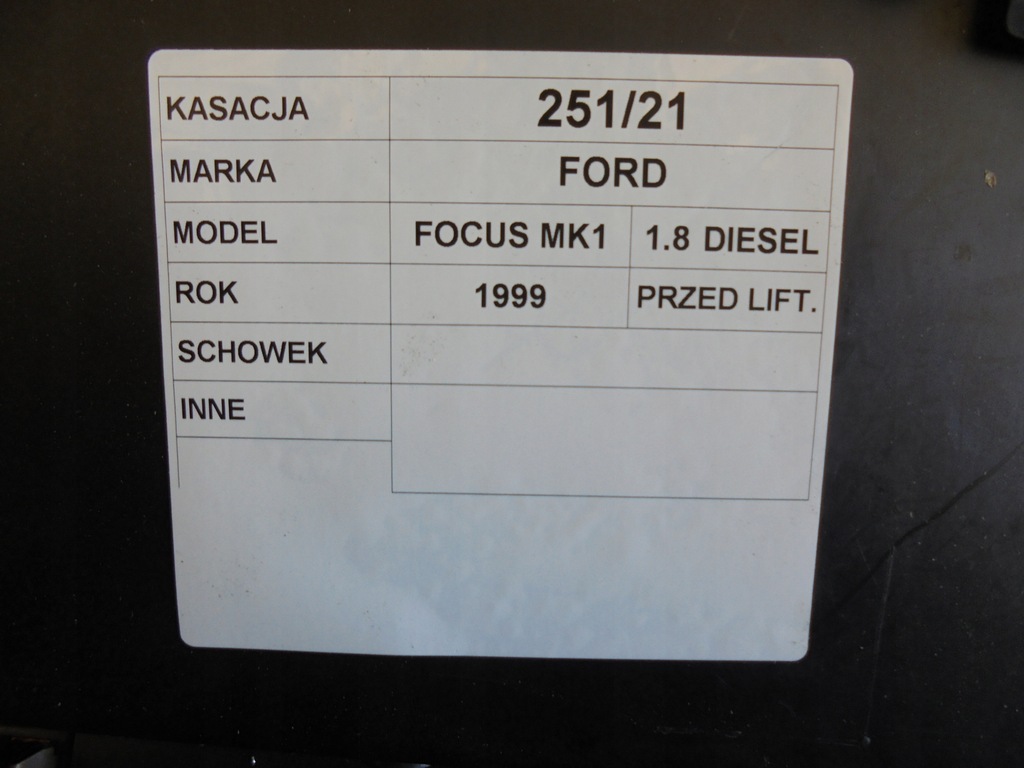 KASACJA 251/21
MARKA FORD
MODEL FOCUS MK1 1.8 DIESEL
ROK 1999 PRZED LIFT.
SCHOWEK
INNE